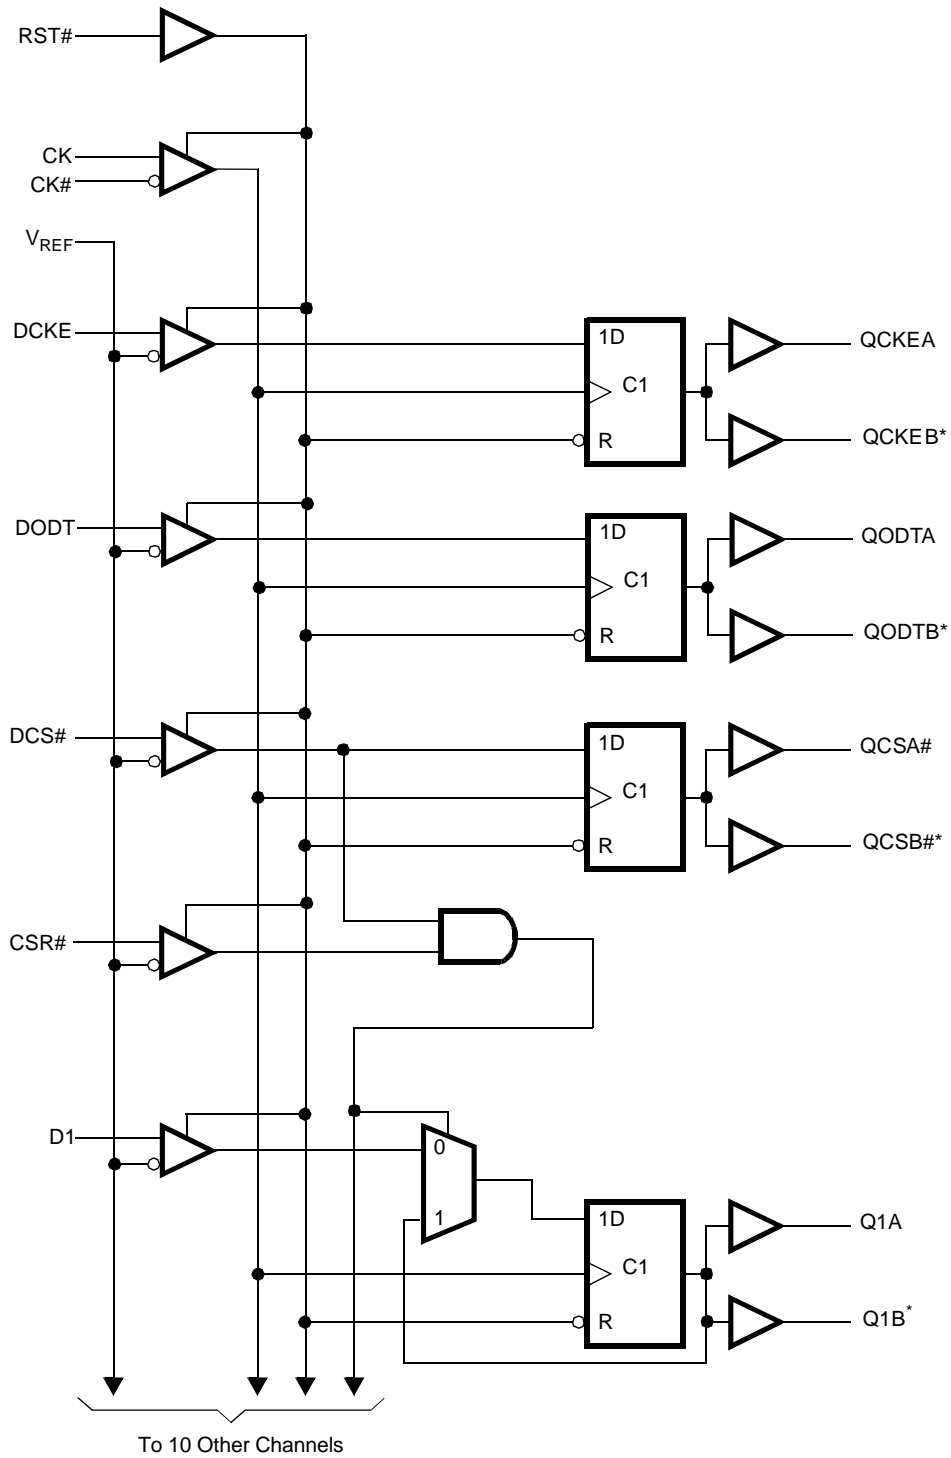 RST#
CK
CK#
VREF
DCKE
1D
C1
R
QCKEA
QCKEB*
DODT
1D
C1
R
QODTA
QODTB*
DCS#
1D
C1
R
QCSA#
QCSB#*
CSR#
D1
0
1
1D
C1
R
Q1A
Q1B*
To 10 Other Channels